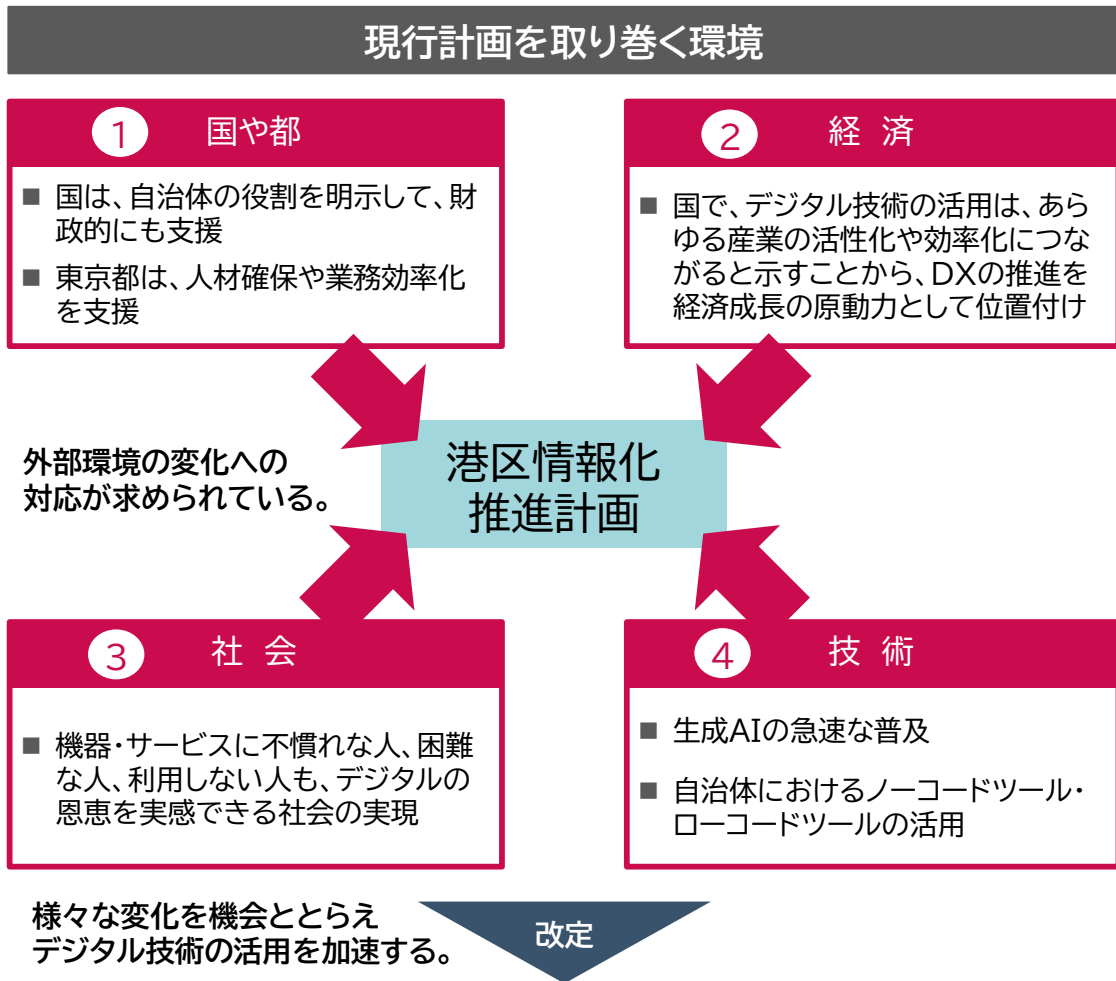 現行計画を取り巻く環境
1 国や都
■ 国は、自治体の役割を明示して、財
政的にも支援
■ 東京都は、人材確保や業務効率化
を支援
2 経 済
■ 国で、デジタル技術の活用は、あら
ゆる産業の活性化や効率化につな
がると示すことから、DXの推進を
経済成長の原動力として位置付け
外部環境の変化への
対応が求められている。
港区情報化
推進計画
3 社 会
■ 機器・サービスに不慣れな人、困難
な人、利用しない人も、デジタルの
恩恵を実感できる社会の実現
4 技 術
■ 生成AIの急速な普及
■ 自治体におけるノーコードツール・
ローコードツールの活用
様々な変化を機会ととらえ
デジタル技術の活用を加速する。
改定